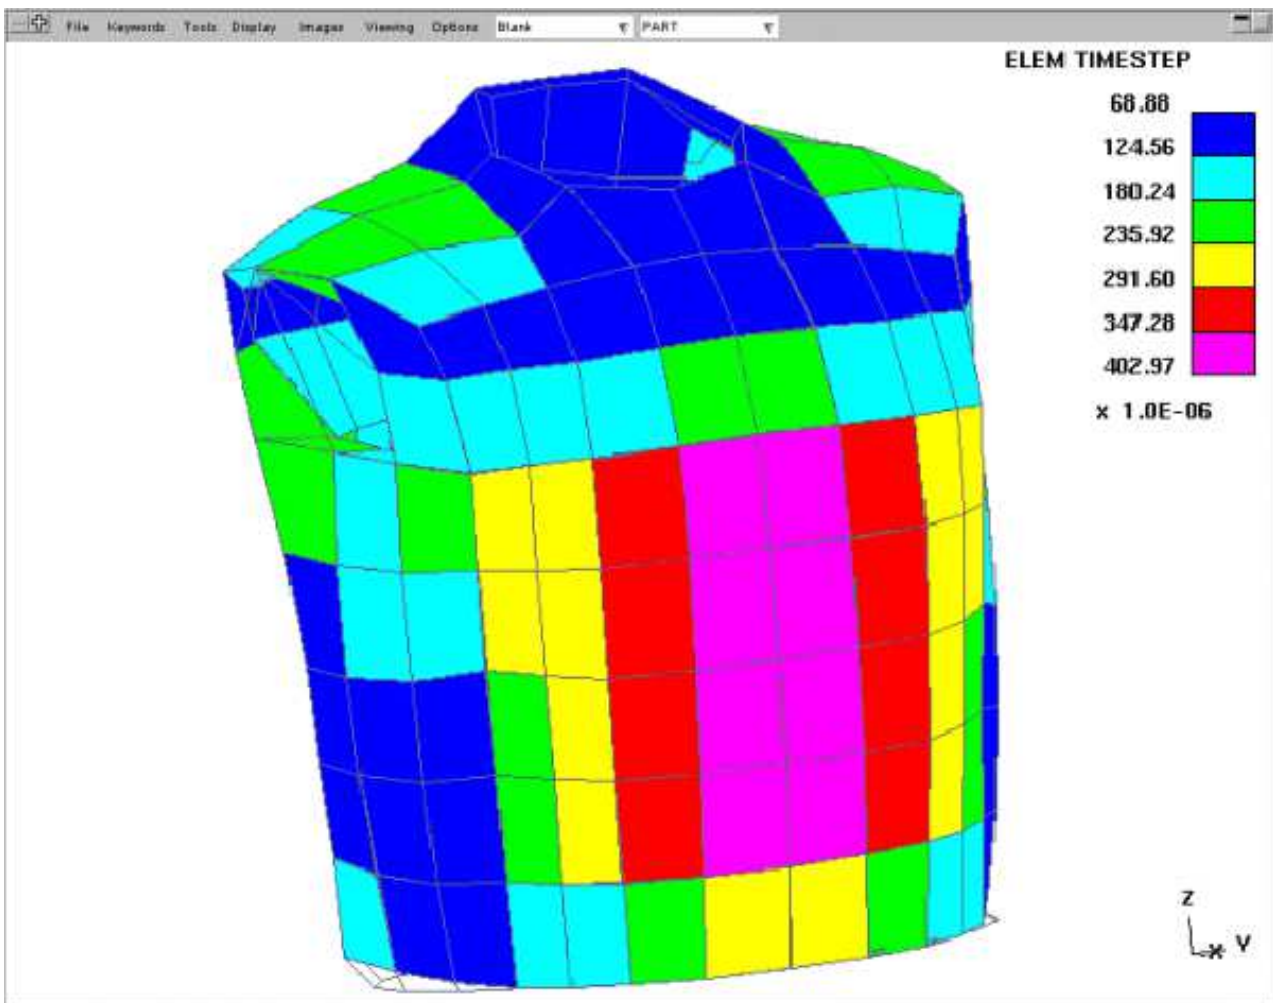 File Keywords Tools Display Images Viewing Options Blank PART
ELEM TIMESTEP
68.88
124.56
180.24
235.92
291.60
347.28
402.97
x 1.0E-06
Z
X Y